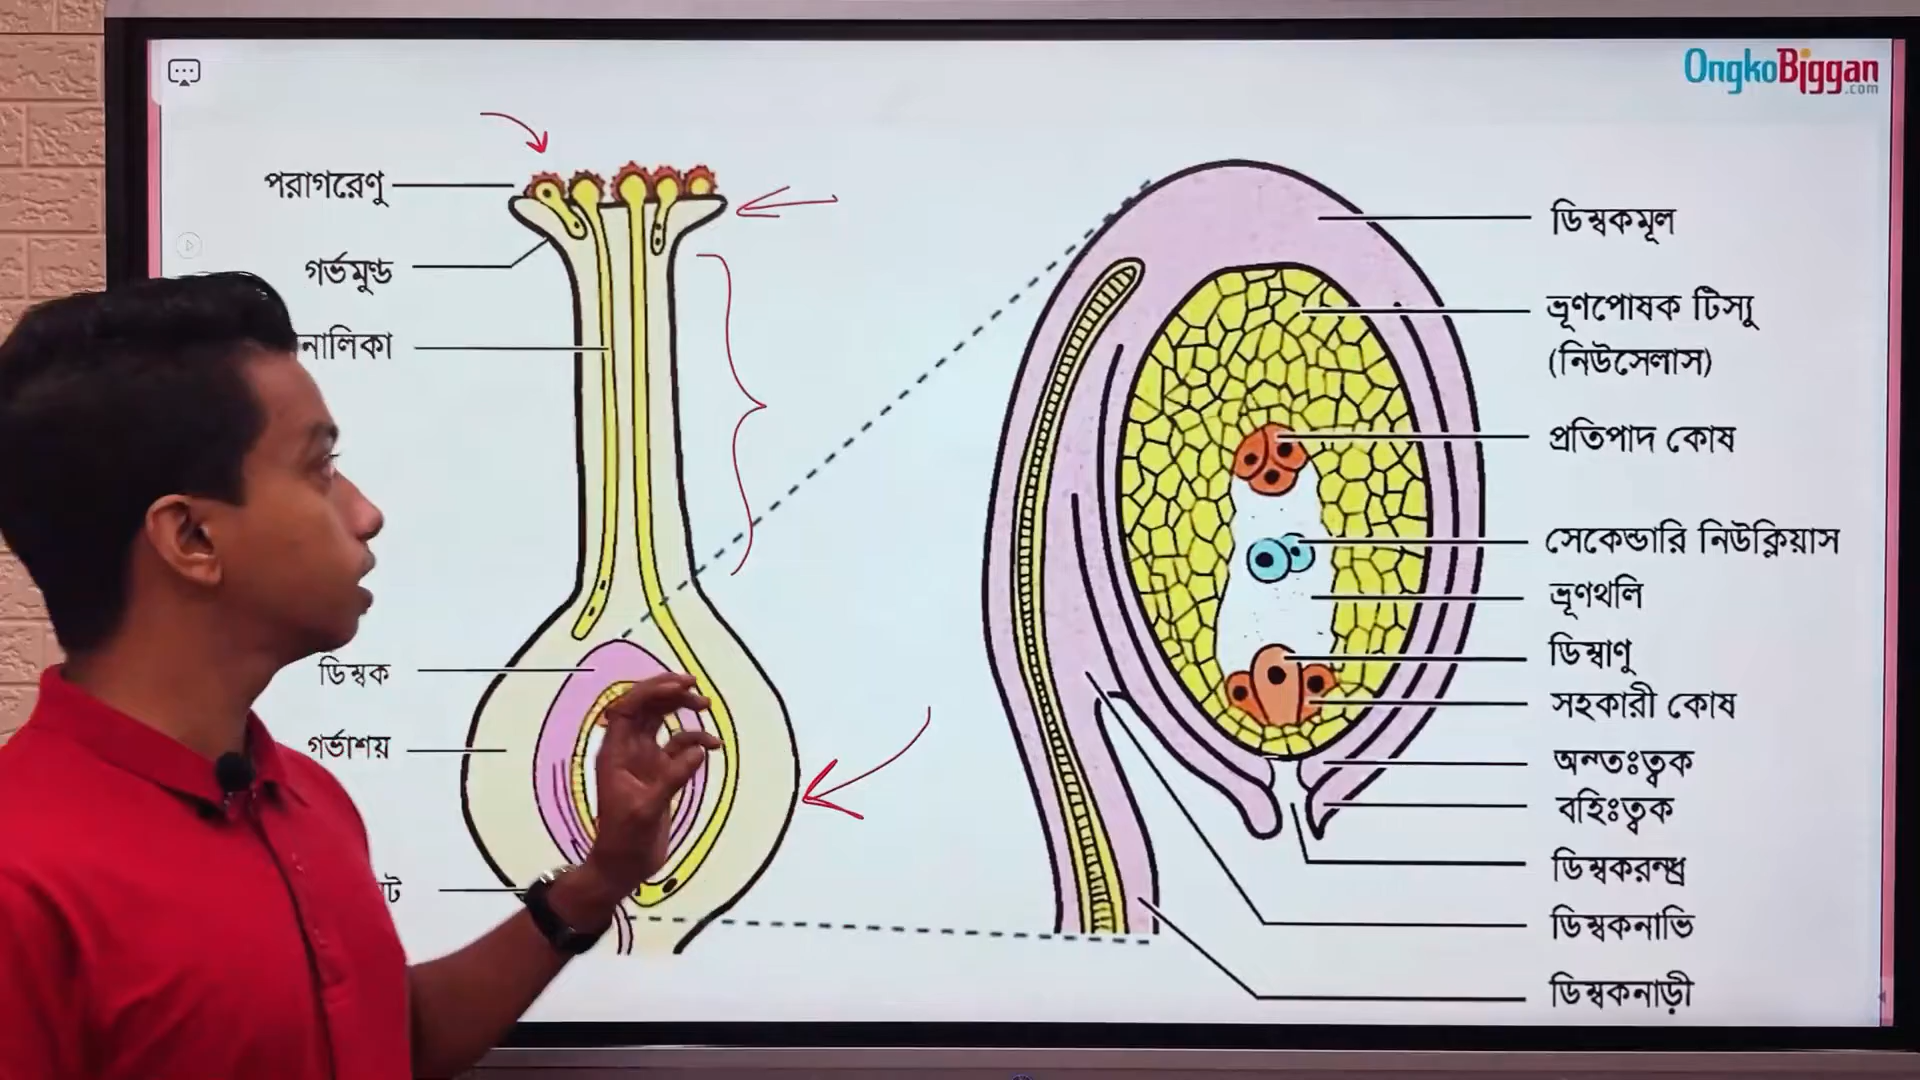 OngkoBiggan
.com
পরাগরেণু
গর্ভমুণ্ড
নালিকা
ডিম্বক
গর্ভাশয়
ডিম্বকমূল
ভ্রূণপোষক টিস্যু
(নিউসেলাস)
প্রতিপাদ কোষ
সেকেন্ডারি নিউক্লিয়াস
ভ্রূণথলি
ডিম্বাণু
সহকারী কোষ
অন্তঃত্বক
বহিঃত্বক
ডিম্বকরন্ধ্র
ডিম্বকনাভি
ডিম্বকনাড়ী